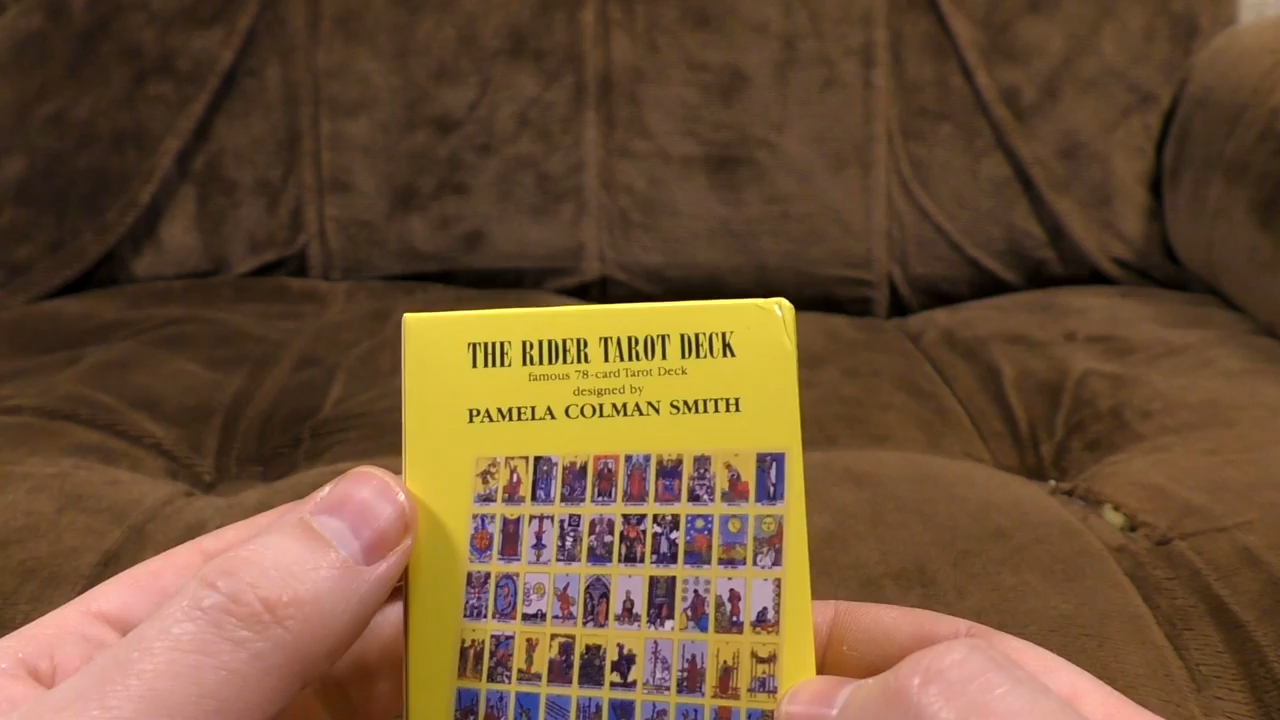 THE RIDER TAROT DECK
famous 78-card Tarot Deck
designed by
PAMELA COLMAN SMITH